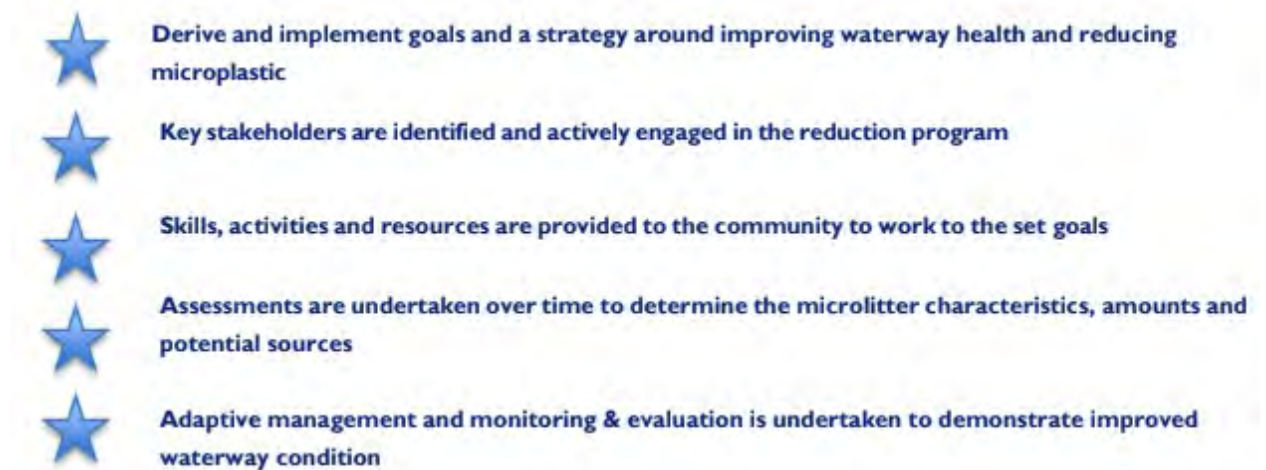 Derive and implement goals and a strategy around improving waterway health and reducing
microplastic
Key stakeholders are identified and actively engaged in the reduction program
Skills, activities and resources are provided to the community to work to the set goals
Assessments are undertaken over time to determine the microlitter characteristics, amounts and
potential sources
Adaptive management and monitoring & evaluation is undertaken to demonstrate improved
waterway condition